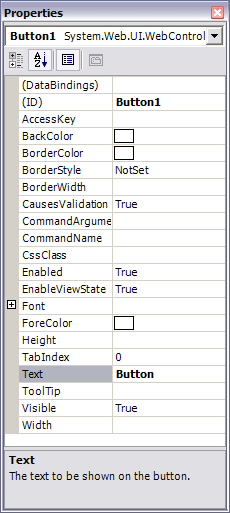 Properties
Button1 System.Web.UI.WebControl
A
Z
(DataBindings)
(ID) Button1
AccessKey
BackColor
BorderColor
BorderStyle NotSet
BorderWidth
CausesValidation True
CommandArgume
CommandName
CssClass
Enabled True
EnableViewState True
Font
ForeColor
Height
TabIndex 0
Text Button
ToolTip
Visible True
Width
Text
The text to be shown on the button.